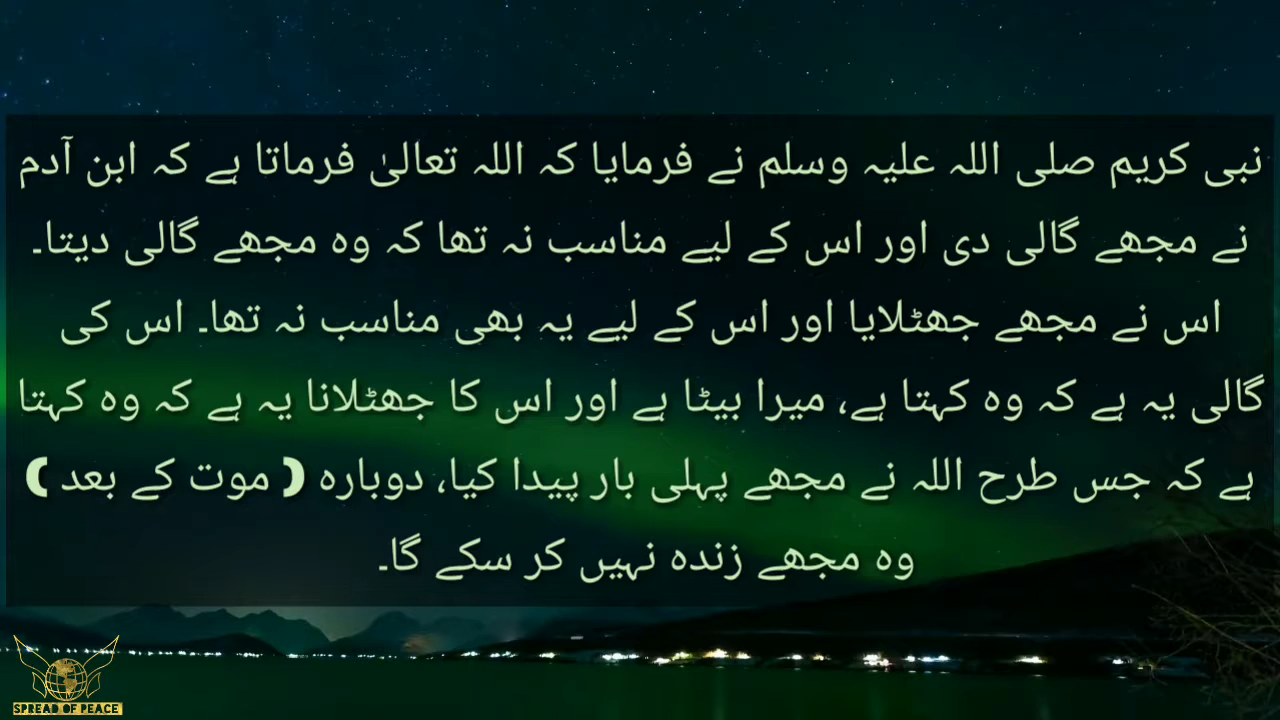 نبی کریم صلی اللہ علیہ وسلم نے فرمایا کہ اللہ تعالیٰ فرماتا ہے کہ ابن آدم
نے مجھے گالی دی اور اس کے لیے مناسب نہ تھا کہ وہ مجھے گالی دیتا۔
اس نے مجھے جھٹلایا اور اس کے لیے یہ بھی مناسب نہ تھا۔ اس کی
گالی یہ ہے کہ وہ کہتا ہے، میرا بیٹا ہے اور اس کا جھٹلانا یہ ہے کہ وہ کہتا
ہے کہ جس طرح اللہ نے مجھے پہلی بار پیدا کیا، دوبارہ ( موت کے بعد )
وہ مجھے زندہ نہیں کر سکے گا۔
SPREAD OF PEACE